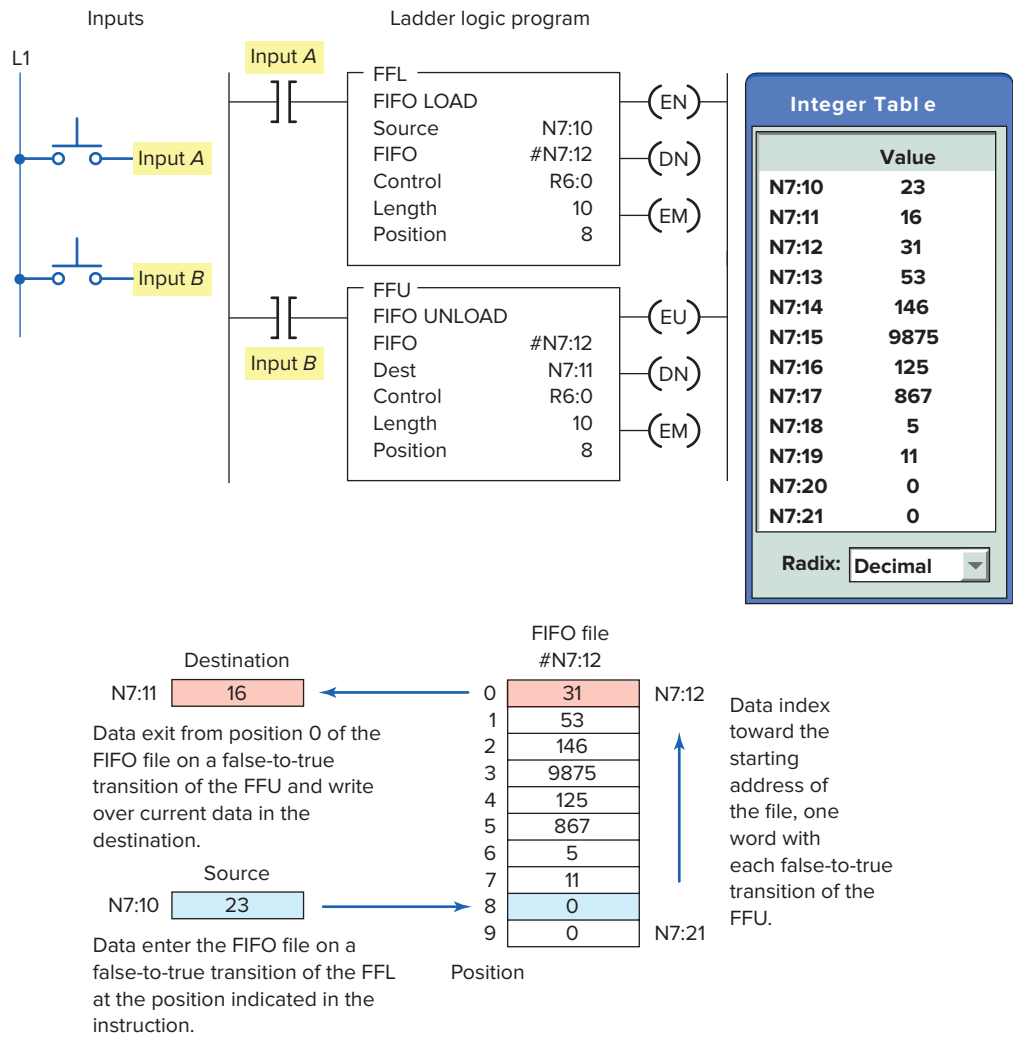 Inputs
Ladder logic program
L1
Input A
Input B
Input A
FFL
FIFO LOAD
Source N7:10
FIFO #N7:12
Control R6:0
Length 10
Position 8
EN
DN
EM
Input B
FFU
FIFO UNLOAD
FIFO #N7:12
Dest N7:11
Control R6:0
Length 10
Position 8
EU
DN
EM
Integer Tabl e
Value
N7:10 23
N7:11 16
N7:12 31
N7:13 53
N7:14 146
N7:15 9875
N7:16 125
N7:17 867
N7:18 5
N7:19 11
N7:20 0
N7:21 0
Radix: Decimal
Destination
N7:11 16
Data exit from position 0 of the
FIFO file on a false-to-true
transition of the FFU and write
over current data in the
destination.
Source
N7:10 23
Data enter the FIFO file on a
false-to-true transition of the FFL
at the position indicated in the
instruction.
FIFO file
#N7:12
0 31 N7:12
1 53
2 146
3 9875
4 125
5 867
6 5
7 11
8 0
9 0 N7:21
Position
Data index
toward the
starting
address of
the file, one
word with
each false-to-true
transition of the
FFU.